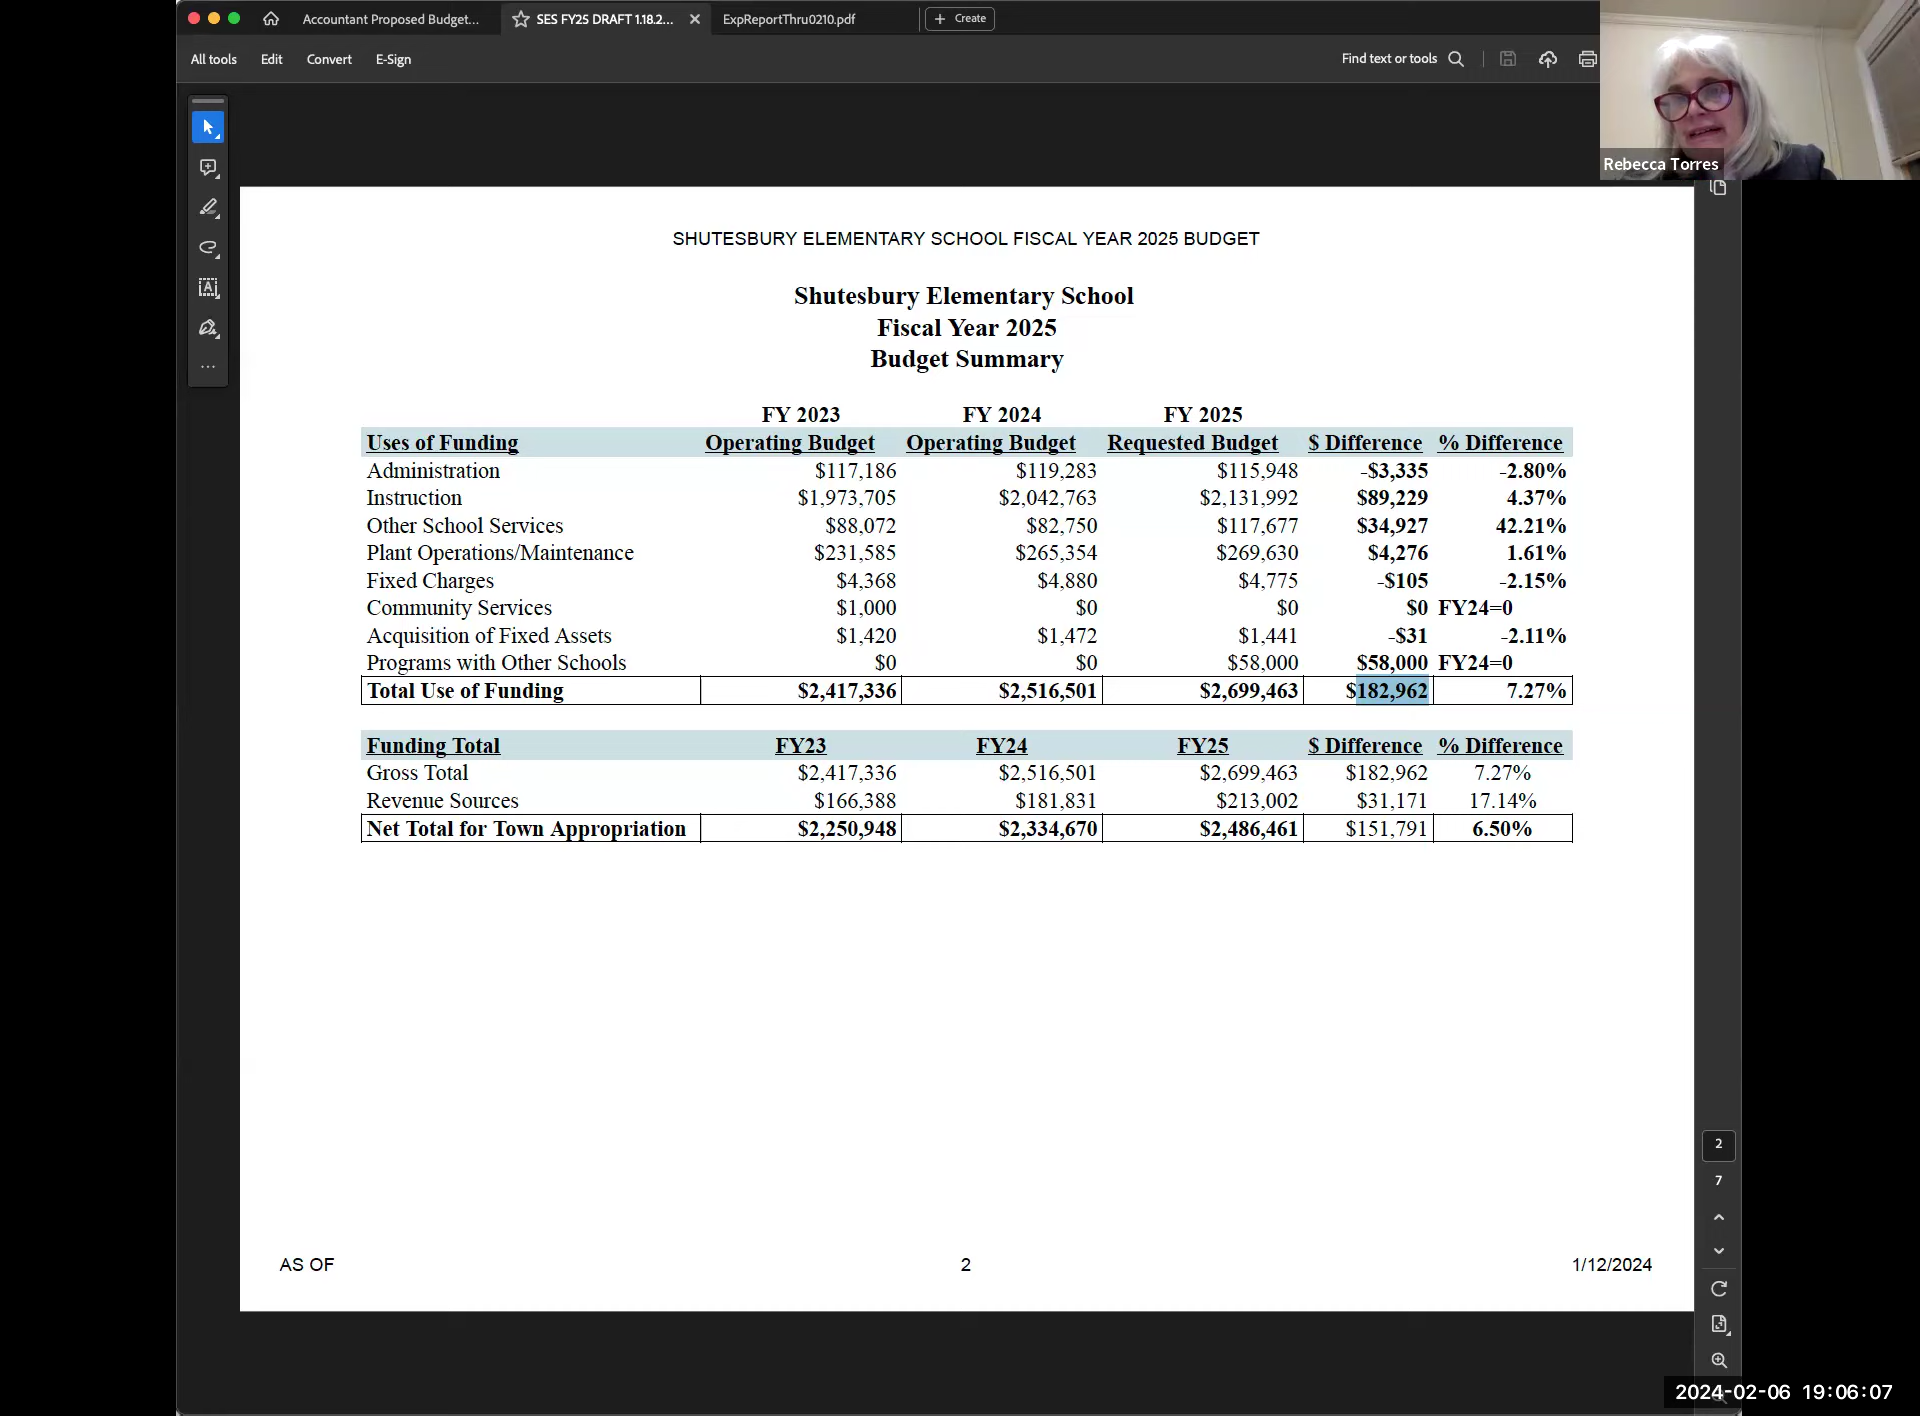 Accountant Proposed Budget... SES FY25 DRAFT 1.18.2... ExpReportThru0210.pdf Create
All tools Edit Convert E-Sign Find text or tools
Rebecca Torres
SHUTESBURY ELEMENTARY SCHOOL FISCAL YEAR 2025 BUDGET
Shutesbury Elementary School
Fiscal Year 2025
Budget Summary
FY 2023 FY 2024 FY 2025
Uses of Funding Operating Budget Operating Budget Requested Budget $ Difference % Difference
Administration $117,186 $119,283 $115,948 -$3,335 -2.80%
Instruction $1,973,705 $2,042,763 $2,131,992 $89,229 4.37%
Other School Services $88,072 $82,750 $117,677 $34,927 42.21%
Plant Operations/Maintenance $231,585 $265,354 $269,630 $4,276 1.61%
Fixed Charges $4,368 $4,880 $4,775 -$105 -2.15%
Community Services $1,000 $0 $0 $0 FY24=0
Acquisition of Fixed Assets $1,420 $1,472 $1,441 -$31 -2.11%
Programs with Other Schools $0 $0 $58,000 $58,000 FY24=0
Total Use of Funding $2,417,336 $2,516,501 $2,699,463 $182,962 7.27%
Funding Total FY23 FY24 FY25 $ Difference % Difference
Gross Total $2,417,336 $2,516,501 $2,699,463 $182,962 7.27%
Revenue Sources $166,388 $181,831 $213,002 $31,171 17.14%
Net Total for Town Appropriation $2,250,948 $2,334,670 $2,486,461 $151,791 6.50%
2
7
AS OF 2 1/12/2024
2024-02-06 19:06:07